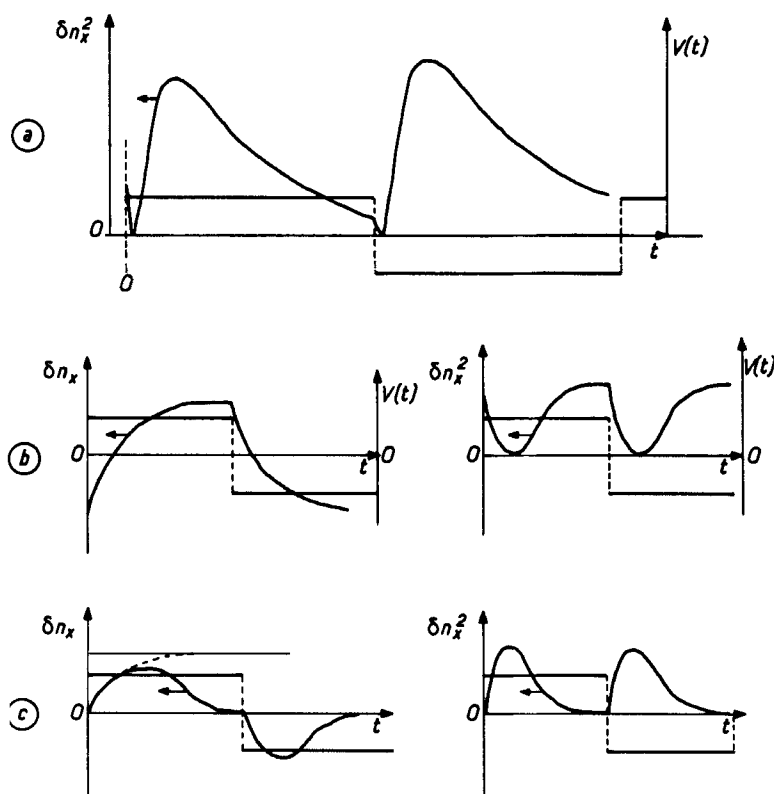 δn_x^2 V(t)
a
0 t
0
δn_x V(t) δn_x^2 V(t)
b 0 t 0 0 t 0
δn_x δn_x^2
c 0 t 0 t